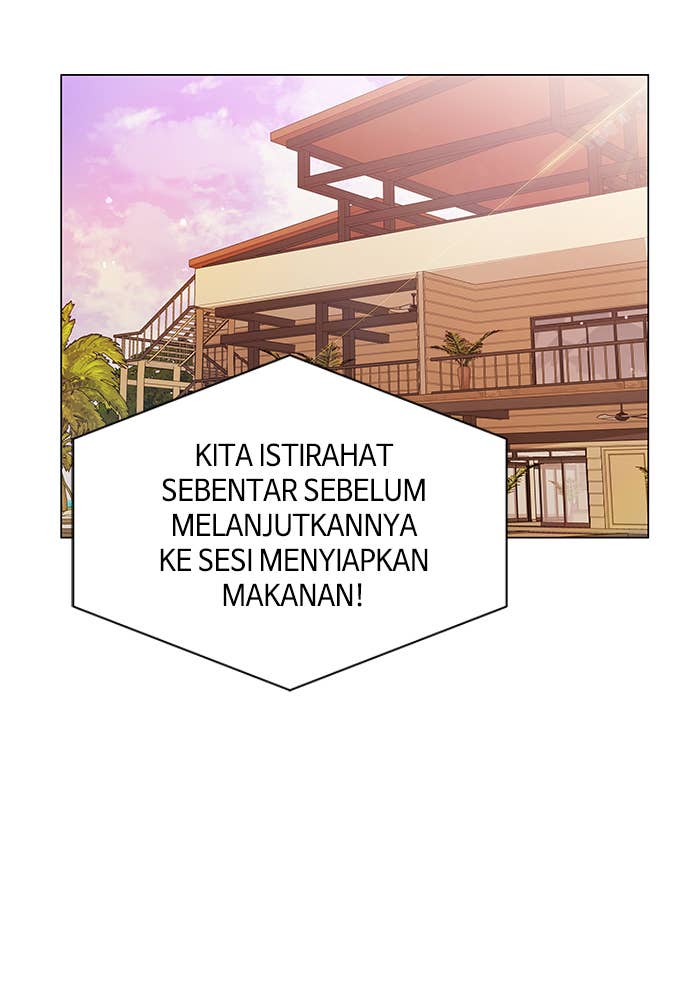 KITA ISTIRAHAT
SEBENTAR SEBELUM
MELANJUTKANNYA
KE SESI MENYIAPKAN
MAKANAN!